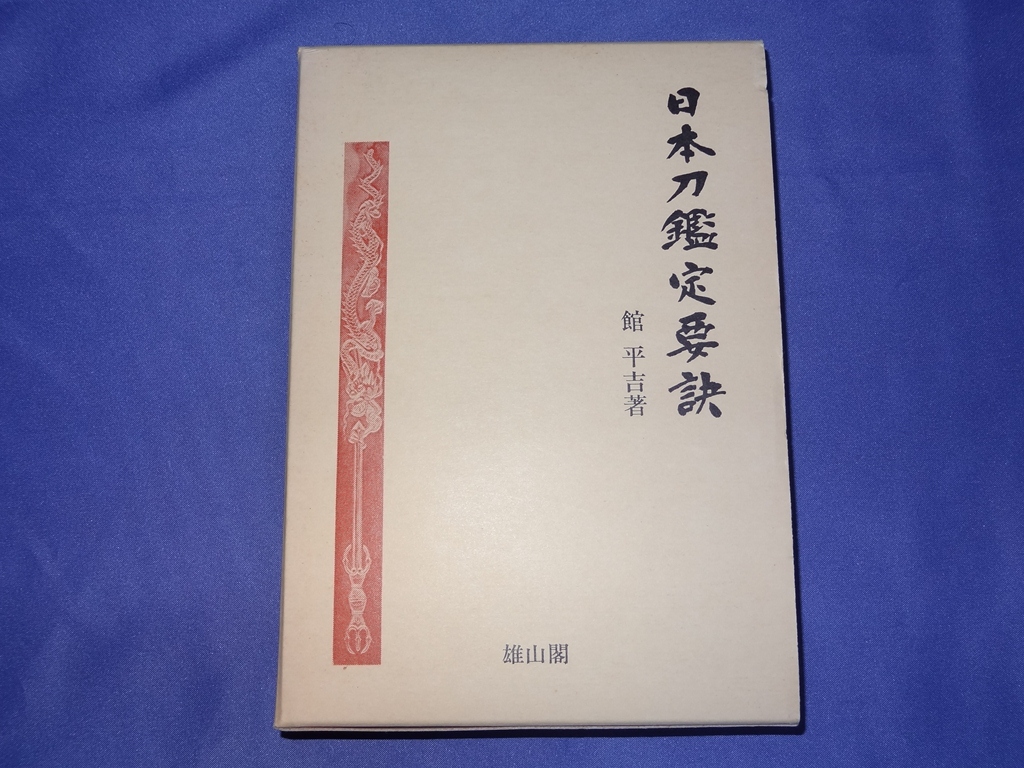 日本刀鑑定要訣
館 平吉著
雄山閣